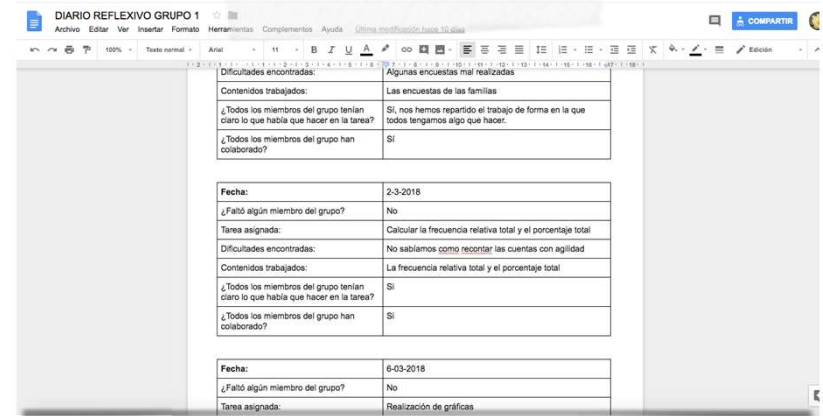 DIARIO REFLEXIVO GRUPO 1
Archivo Editar Ver Insertar Formato Herramientas Complementos Ayuda Última modificación hace 10 días
COMPARTIR
100% Texto normal Arial 11 B I U A Edición
Dificultades encontradas: Algunas encuestas mal realizadas
Contenidos trabajados: Las encuestas de las familias
¿Todos los miembros del grupo tenían Sí, nos hemos repartido el trabajo de forma en la que
claro lo que había que hacer en la tarea? todos tengamos algo que hacer.
¿Todos los miembros del grupo han Sí
colaborado?
Fecha: 2-3-2018
¿Faltó algún miembro del grupo? No
Tarea asignada: Calcular la frecuencia relativa total y el porcentaje total
Dificultades encontradas: No sabíamos como recontar las cuentas con agilidad
Contenidos trabajados: La frecuencia relativa total y el porcentaje total
¿Todos los miembros del grupo tenían Si
claro lo que había que hacer en la tarea?
¿Todos los miembros del grupo han Si
colaborado?
Fecha: 6-03-2018
¿Faltó algún miembro del grupo? No
Tarea asignada: Realización de gráficas